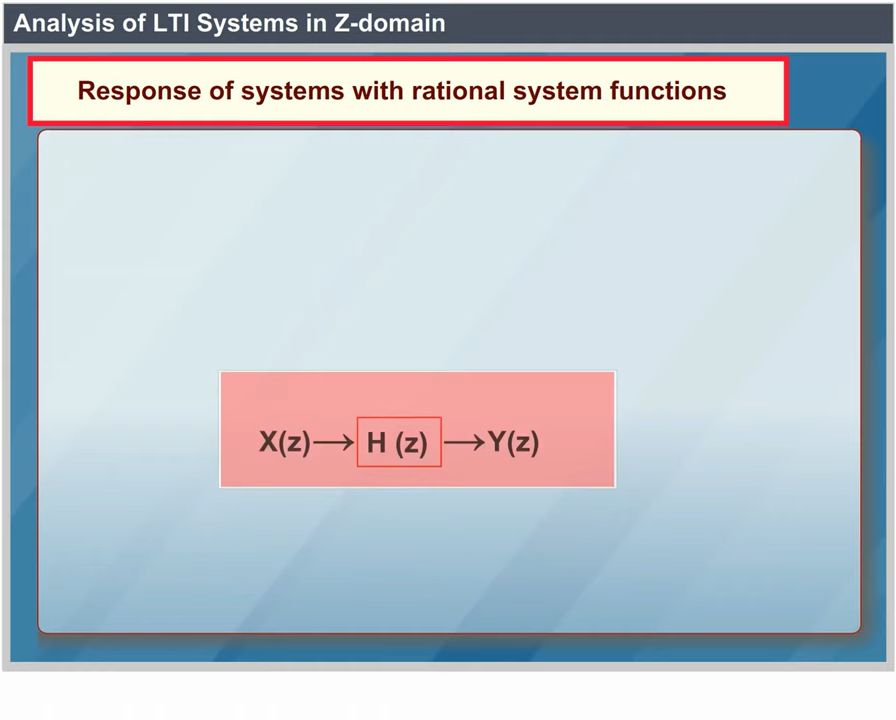 Analysis of LTI Systems in Z-domain
Response of systems with rational system functions
X(z)⟶ H (z) ⟶Y(z)